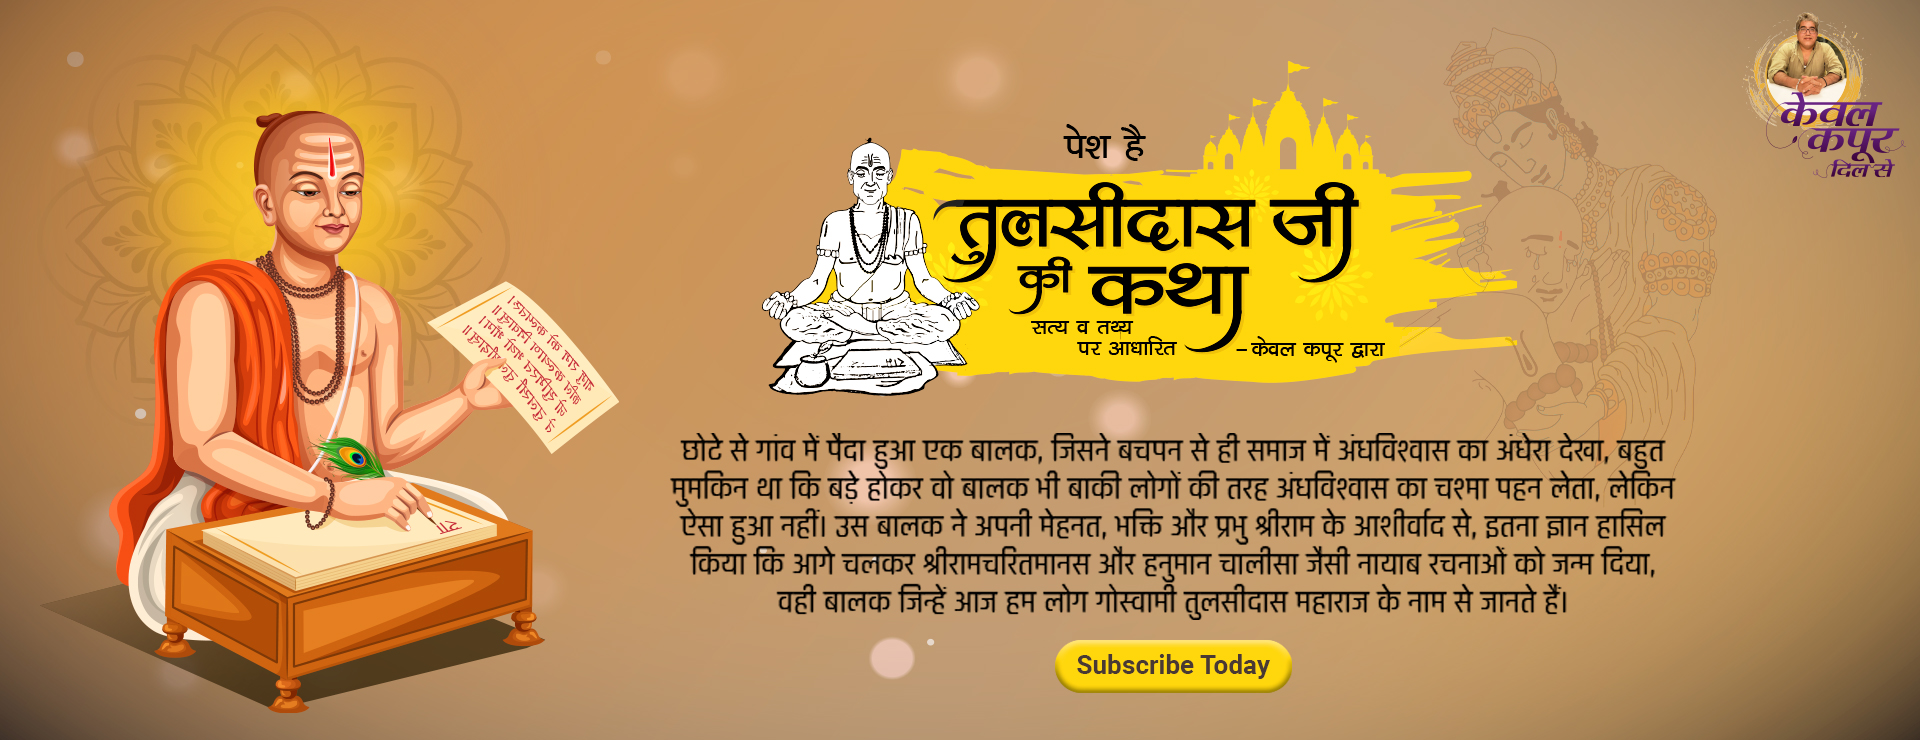 केवल
कपूर
दिल से
पेश है
तुलसीदास जी
की कथा
सत्य व तथ्य
पर आधारित
– केवल कपूर द्वारा
छोटे से गांव में पैदा हुआ एक बालक, जिसने बचपन से ही समाज में अंधविश्वास का अंधेरा देखा, बहुत
मुमकिन था कि बड़े होकर वो बालक भी बाकी लोगों की तरह अंधविश्वास का चश्मा पहन लेता, लेकिन
ऐसा हुआ नहीं। उस बालक ने अपनी मेहनत, भक्ति और प्रभु श्रीराम के आशीर्वाद से, इतना ज्ञान हासिल
किया कि आगे चलकर श्रीरामचरितमानस और हनुमान चालीसा जैसी नायाब रचनाओं को जन्म दिया,
वही बालक जिन्हें आज हम लोग गोस्वामी तुलसीदास महाराज के नाम से जानते हैं।
Subscribe Today